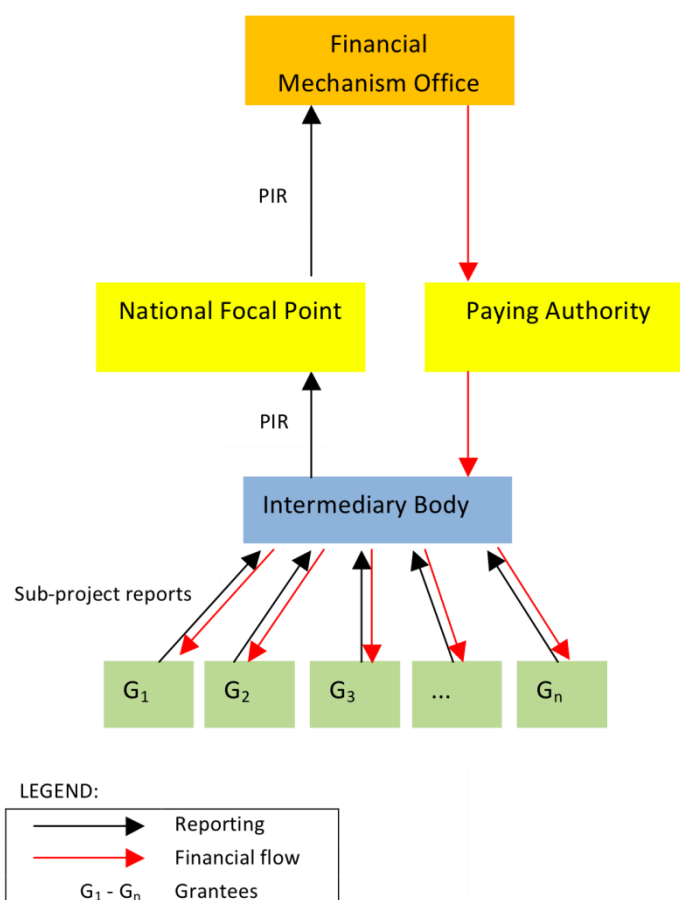 Financial
Mechanism Office
PIR
National Focal Point
Paying Authority
PIR
Intermediary Body
Sub-project reports
G₁
G₂
G₃
...
Gₙ
LEGEND:
Reporting
Financial flow
G₁ - Gₙ Grantees